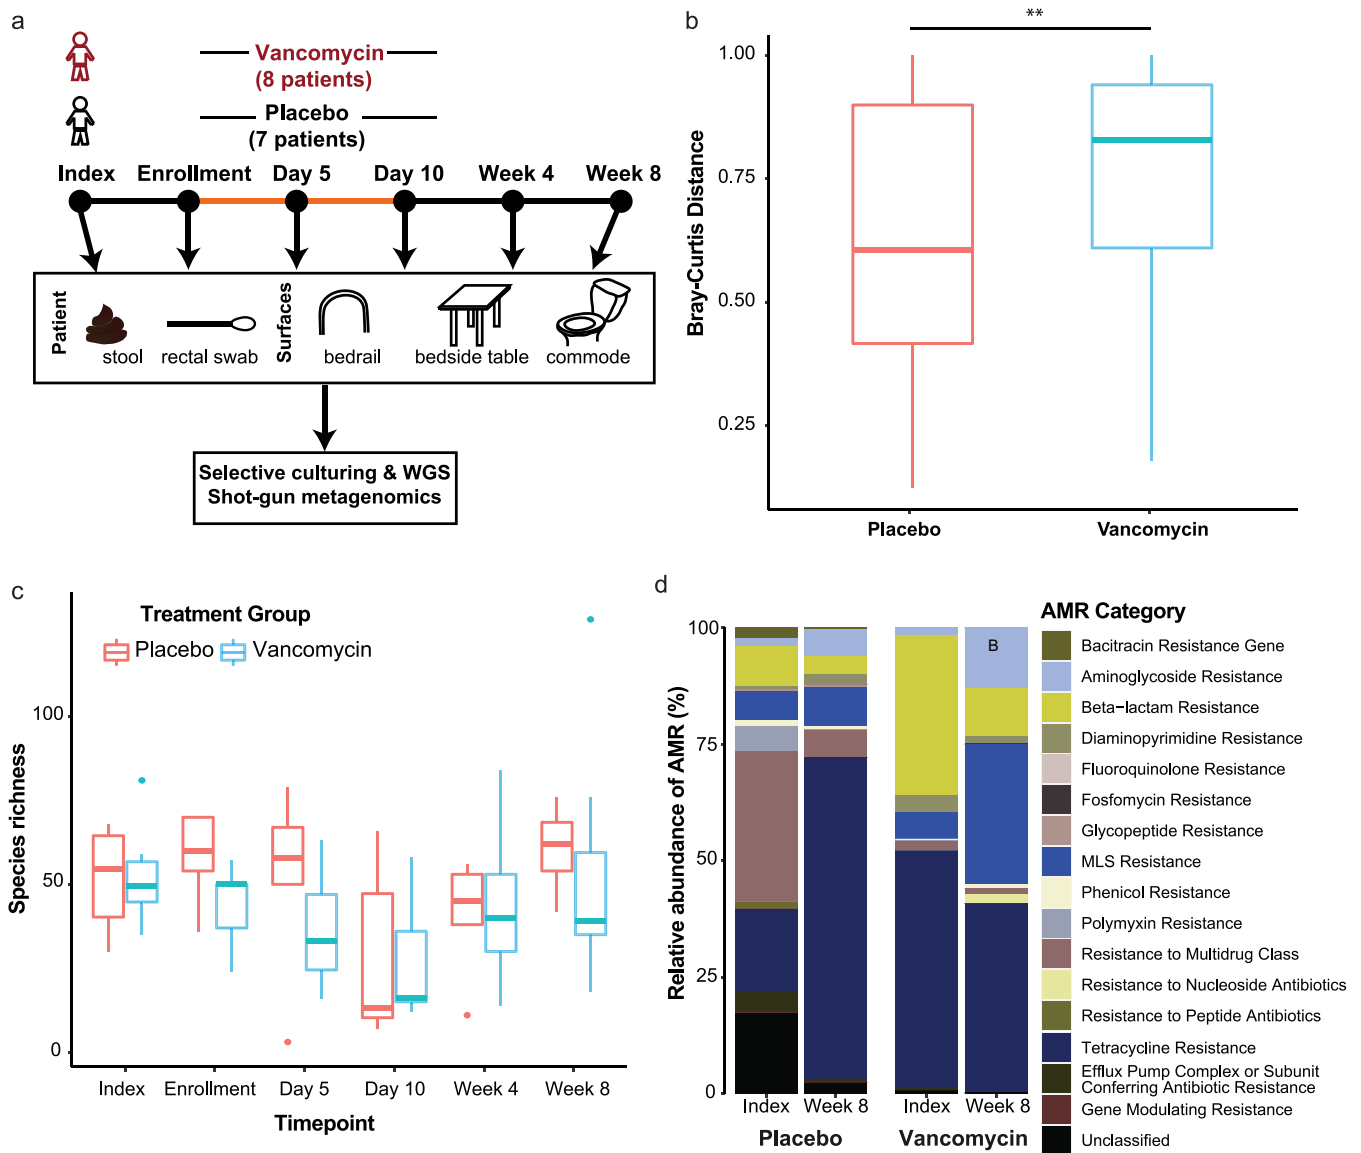 a
Vancomycin
(8 patients)
Placebo
(7 patients)
Index Enrollment Day 5 Day 10 Week 4 Week 8
Patient
stool
rectal swab
Surfaces
bedrail
bedside table
commode
Selective culturing & WGS
Shot-gun metagenomics
b
**
Bray-Curtis Distance
1.00
0.75
0.50
0.25
Placebo
Vancomycin
c
Treatment Group
Placebo
Vancomycin
Species richness
100
50
0
Index Enrollment Day 5 Day 10 Week 4 Week 8
Timepoint
d
Relative abundance of AMR (%)
100
75
50
25
0
B
Index Week 8 Index Week 8
Placebo Vancomycin
AMR Category
Bacitracin Resistance Gene
Aminoglycoside Resistance
Beta−lactam Resistance
Diaminopyrimidine Resistance
Fluoroquinolone Resistance
Fosfomycin Resistance
Glycopeptide Resistance
MLS Resistance
Phenicol Resistance
Polymyxin Resistance
Resistance to Multidrug Class
Resistance to Nucleoside Antibiotics
Resistance to Peptide Antibiotics
Tetracycline Resistance
Efflux Pump Complex or Subunit
Conferring Antibiotic Resistance
Gene Modulating Resistance
Unclassified